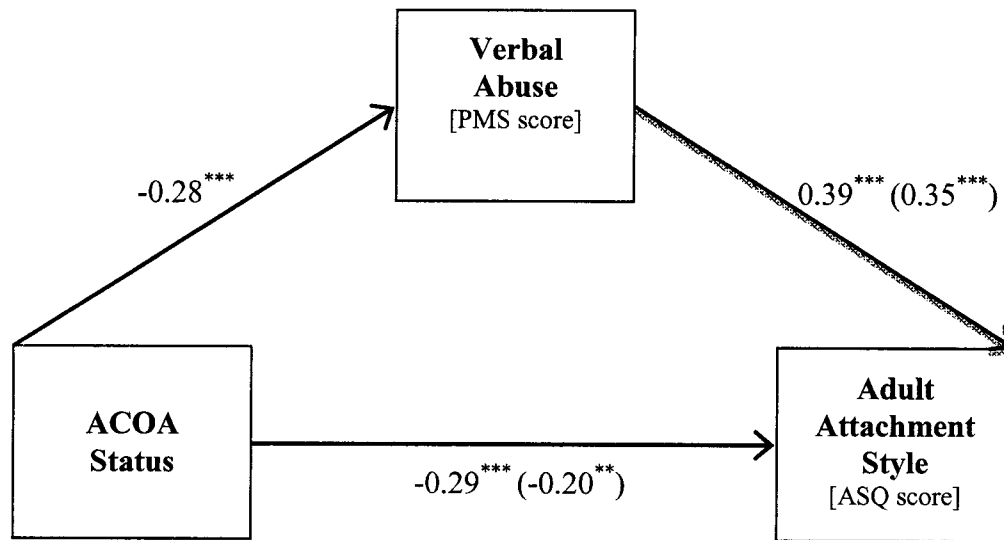 Verbal
Abuse
[PMS score]
-0.28***
0.39*** (0.35***)
ACOA
Status
-0.29*** (-0.20**)
Adult
Attachment
Style
[ASQ score]